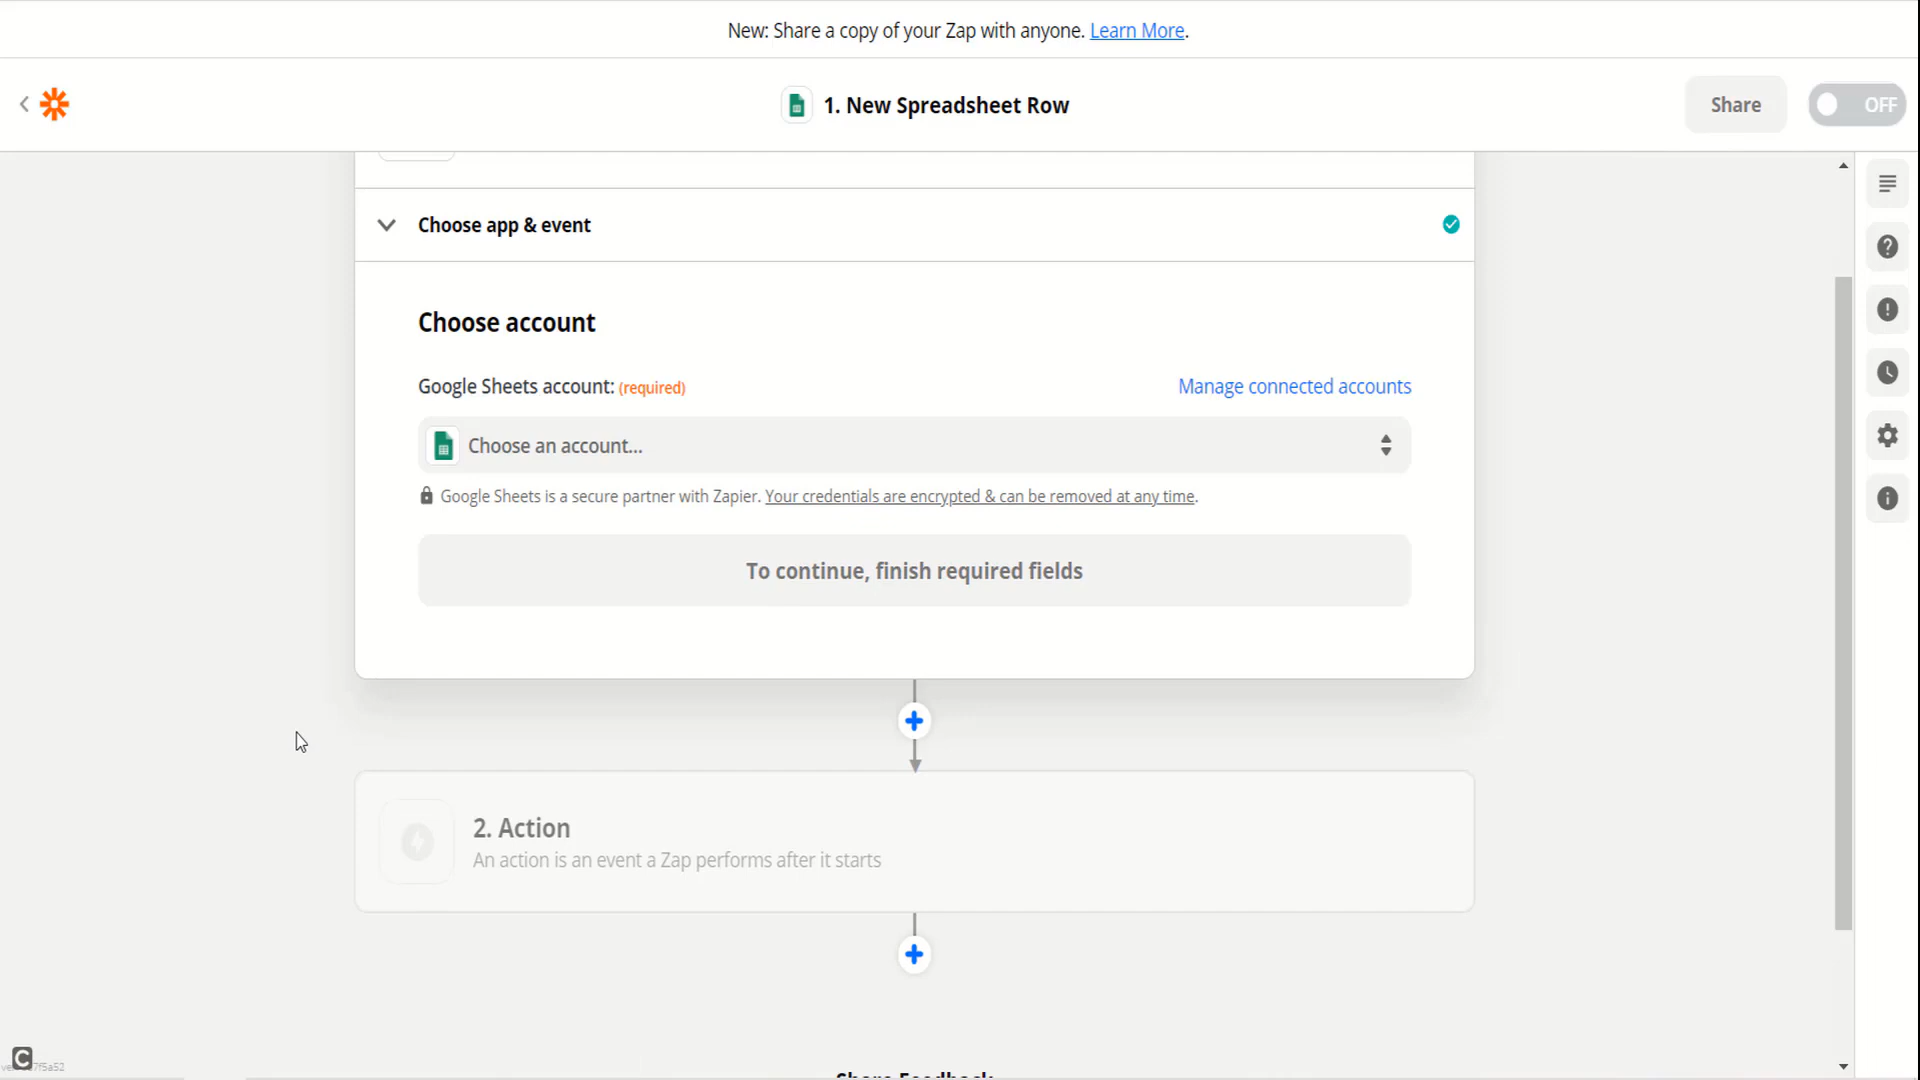 New: Share a copy of your Zap with anyone. Learn More.
1. New Spreadsheet Row
Share
OFF
Choose app & event
Choose account
Google Sheets account: (required)
Manage connected accounts
Choose an account...
Google Sheets is a secure partner with Zapier. Your credentials are encrypted & can be removed at any time.
To continue, finish required fields
2. Action
An action is an event a Zap performs after it starts
Share Feedback